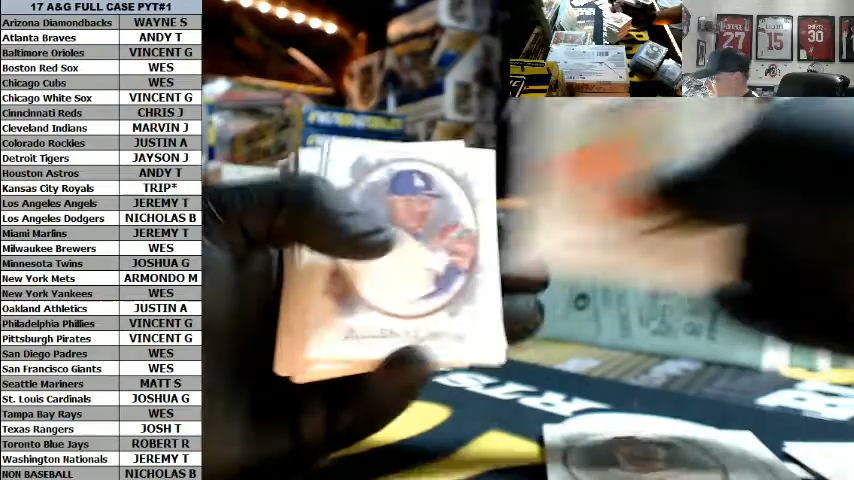 17 A&G FULL CASE PYT#1
Arizona Diamondbacks WAYNE S
Atlanta Braves ANDY T
Baltimore Orioles VINCENT G
Boston Red Sox WES
Chicago Cubs WES
Chicago White Sox VINCENT G
Cinncinnati Reds CHRIS J
Cleveland Indians MARVIN J
Colorado Rockies JUSTIN A
Detroit Tigers JAYSON J
Houston Astros ANDY T
Kansas City Royals TRIP*
Los Angeles Angels JEREMY T
Los Angeles Dodgers NICHOLAS B
Miami Marlins JEREMY T
Milwaukee Brewers WES
Minnesota Twins JOSHUA G
New York Mets ARMONDO M
New York Yankees WES
Oakland Athletics JUSTIN A
Philadelphia Phillies VINCENT G
Pittsburgh Pirates VINCENT G
San Diego Padres WES
San Francisco Giants WES
Seattle Mariners MATT S
St. Louis Cardinals JOSHUA G
Tampa Bay Rays WES
Texas Rangers JOSH T
Toronto Blue Jays ROBERT R
Washington Nationals JEREMY T
NON BASEBALL NICHOLAS B
27
15
30